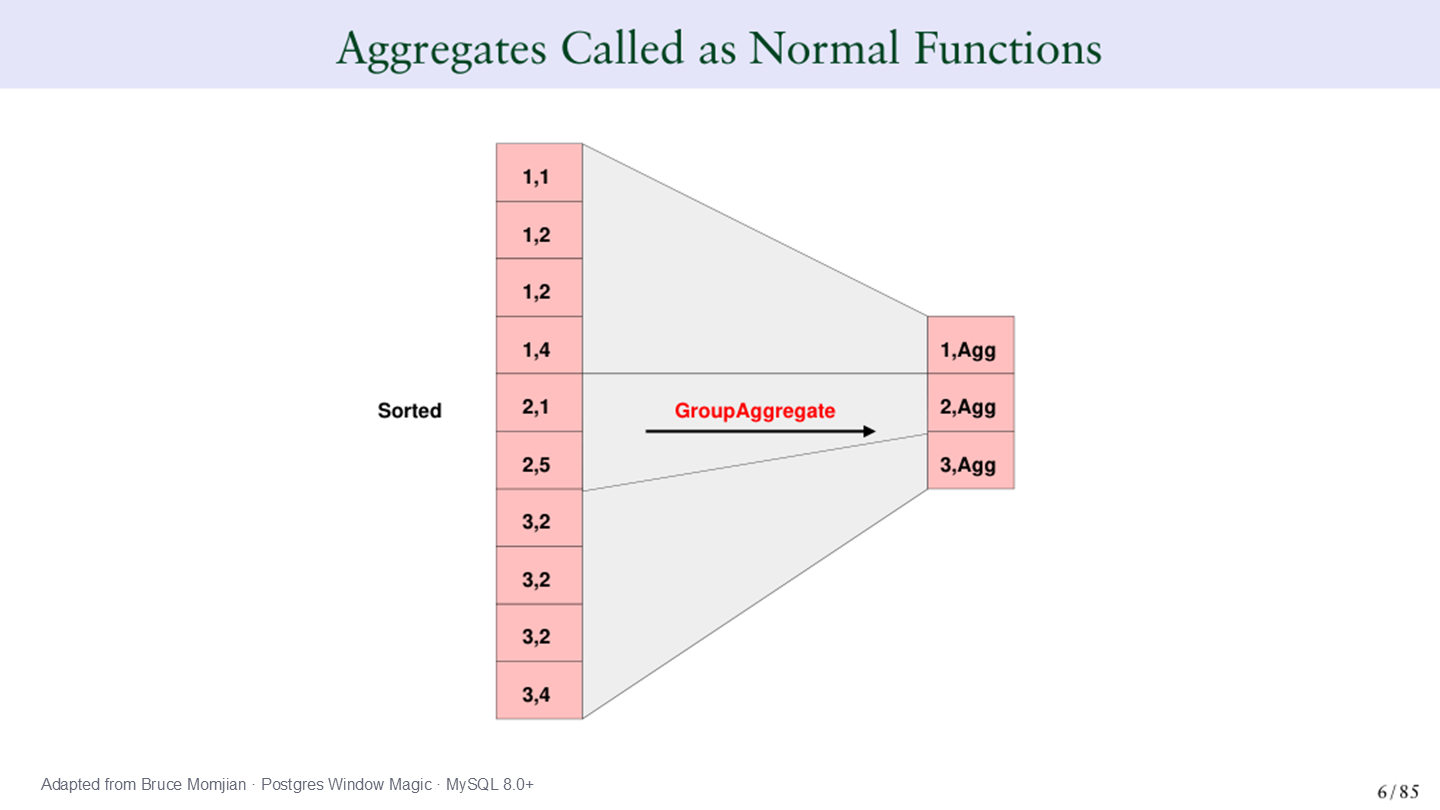 Aggregates Called as Normal Functions
1,1
1,2
1,2
1,4
2,1
2,5
3,2
3,2
3,2
3,4
Sorted
GroupAggregate
1,Agg
2,Agg
3,Agg
Adapted from Bruce Momjian · Postgres Window Magic · MySQL 8.0+
6/85